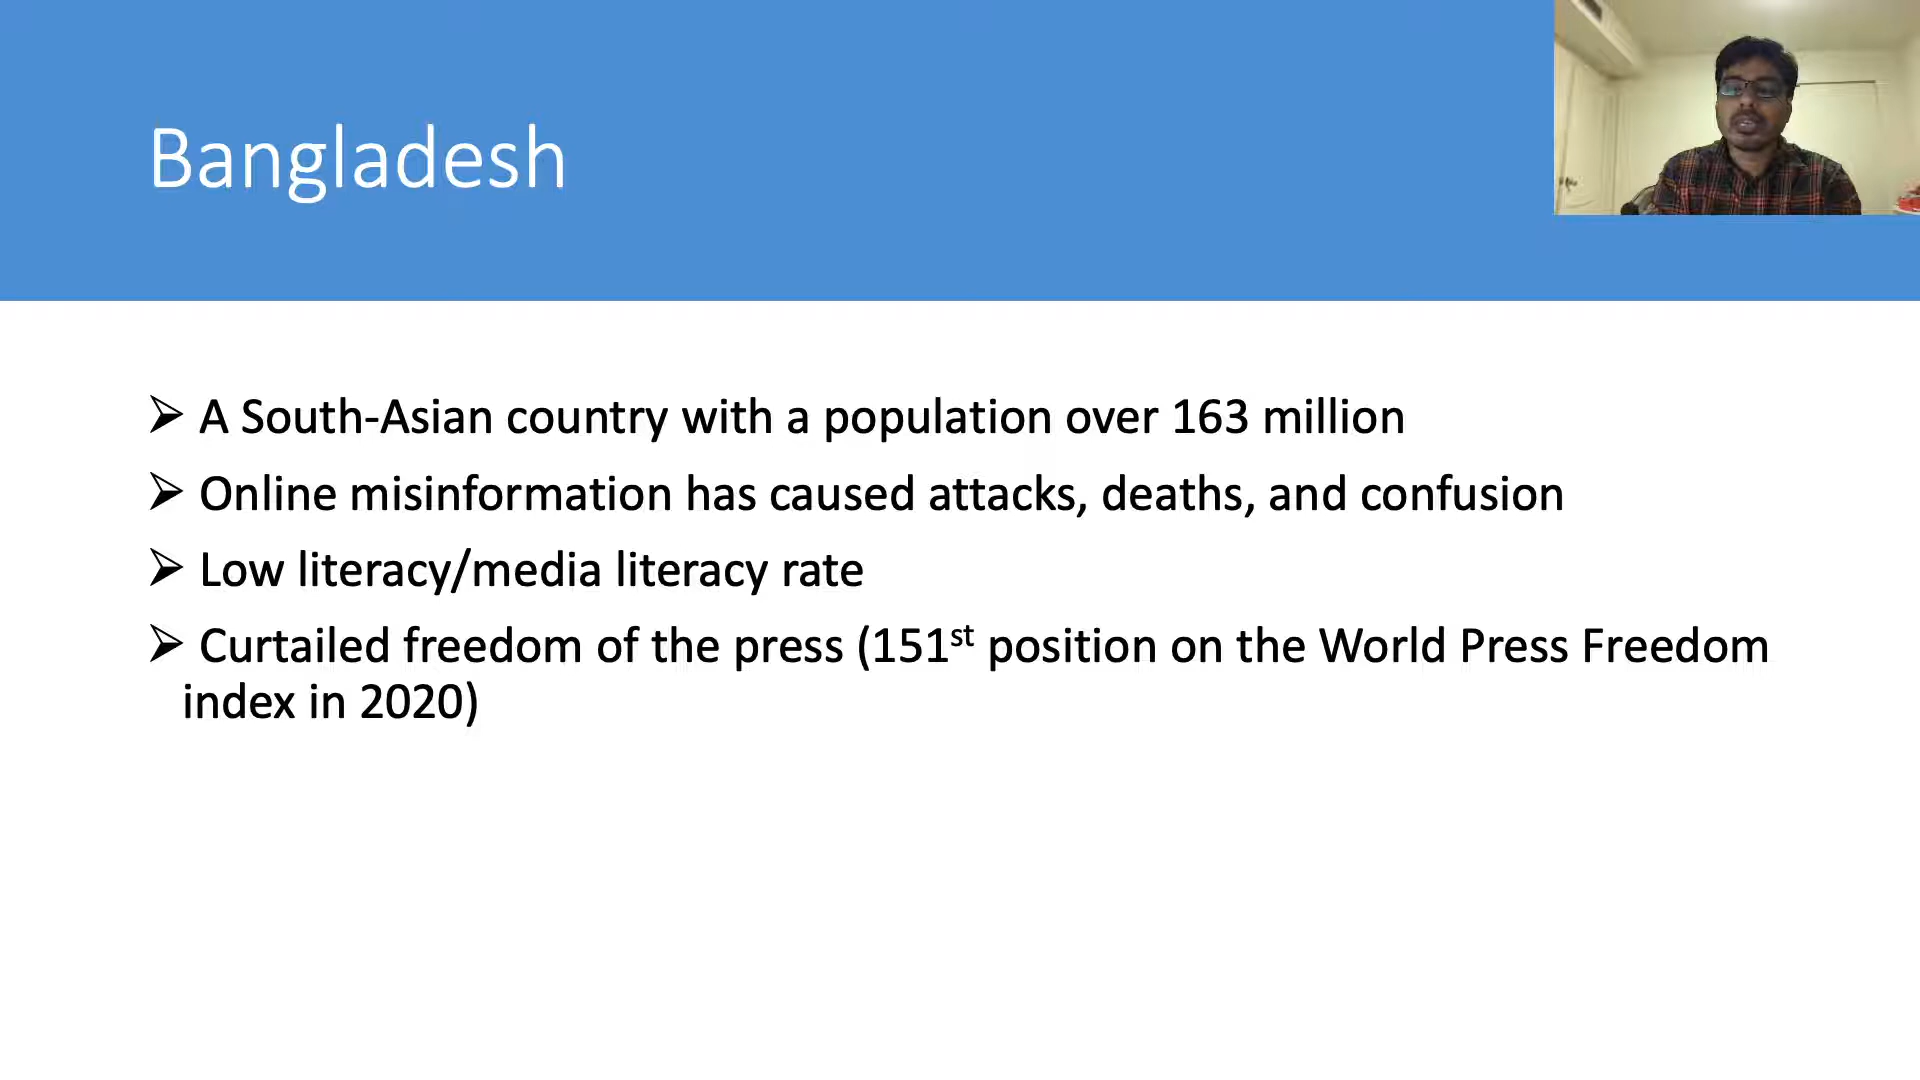 Bangladesh
➢ A South-Asian country with a population over 163 million
➢ Online misinformation has caused attacks, deaths, and confusion
➢ Low literacy/media literacy rate
➢ Curtailed freedom of the press (151st position on the World Press Freedom
index in 2020)